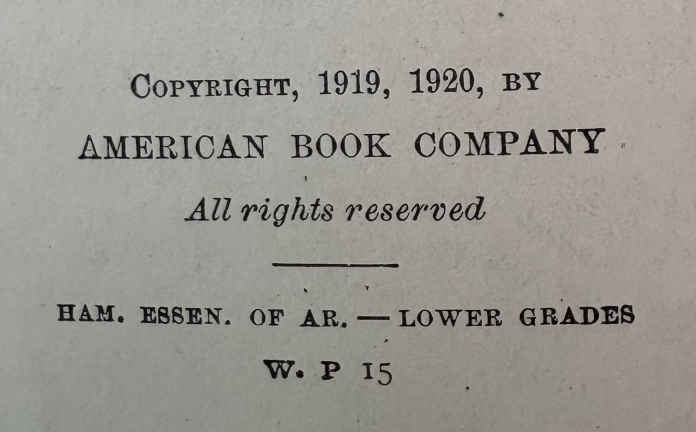 Copyright, 1919, 1920, by
AMERICAN BOOK COMPANY
All rights reserved
HAM. ESSEN. OF AR. — LOWER GRADES
W. P 15